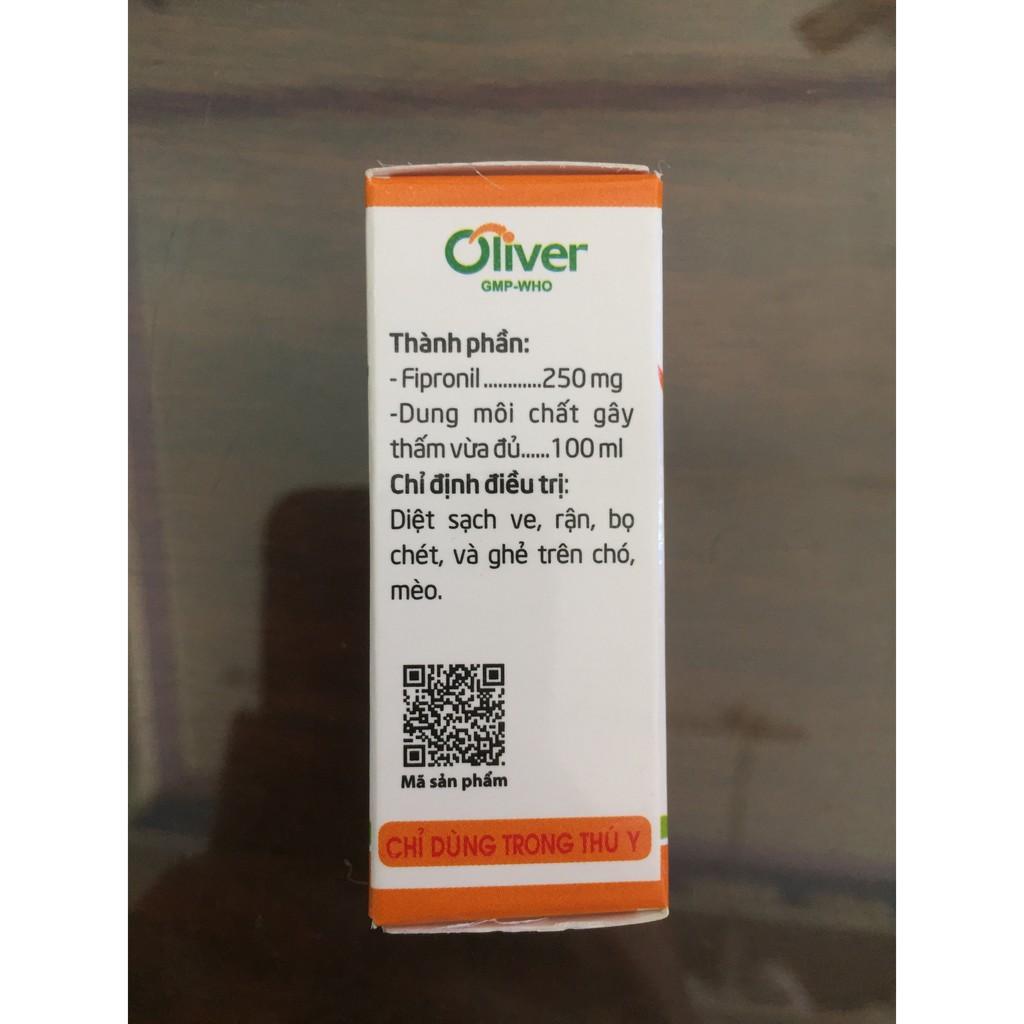 Oliver
GMP-WHO
Thành phần:
- Fipronil............250 mg
-Dung môi chất gây
thấm vừa đủ......100 ml
Chỉ định điều trị:
Diệt sạch ve, rận, bọ
chét, và ghẻ trên chó,
mèo.
Mã sản phẩm
CHỈ DÙNG TRONG THÚ Y